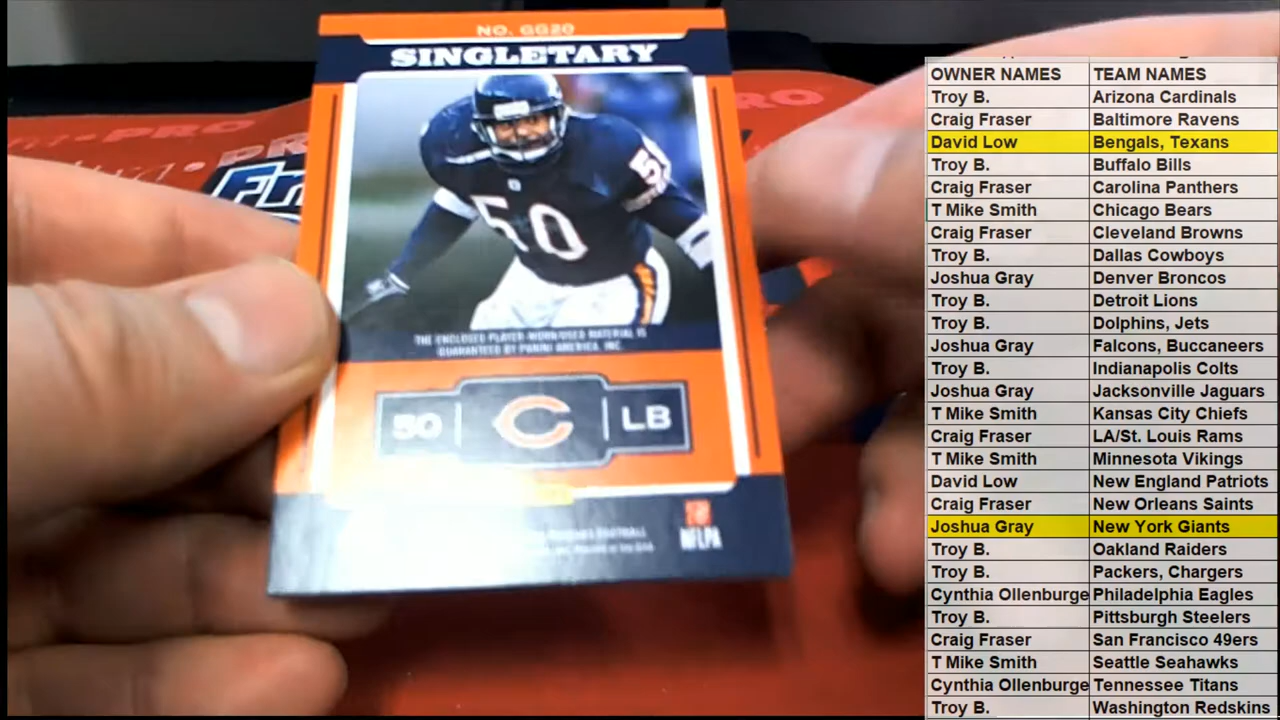 NO. GG20
SINGLETARY
50
THE ENCLOSED PLAYER-WORN/USED MATERIAL IS
GUARANTEED BY PANINI AMERICA, INC.
50 C LB
FOOTBALL
NFLPA
PRO
PRO
OWNER NAMES TEAM NAMES
Troy B. Arizona Cardinals
Craig Fraser Baltimore Ravens
David Low Bengals, Texans
Troy B. Buffalo Bills
Craig Fraser Carolina Panthers
T Mike Smith Chicago Bears
Craig Fraser Cleveland Browns
Troy B. Dallas Cowboys
Joshua Gray Denver Broncos
Troy B. Detroit Lions
Troy B. Dolphins, Jets
Joshua Gray Falcons, Buccaneers
Troy B. Indianapolis Colts
Joshua Gray Jacksonville Jaguars
T Mike Smith Kansas City Chiefs
Craig Fraser LA/St. Louis Rams
T Mike Smith Minnesota Vikings
David Low New England Patriots
Craig Fraser New Orleans Saints
Joshua Gray New York Giants
Troy B. Oakland Raiders
Troy B. Packers, Chargers
Cynthia Ollenburge Philadelphia Eagles
Troy B. Pittsburgh Steelers
Craig Fraser San Francisco 49ers
T Mike Smith Seattle Seahawks
Cynthia Ollenburge Tennessee Titans
Troy B. Washington Redskins